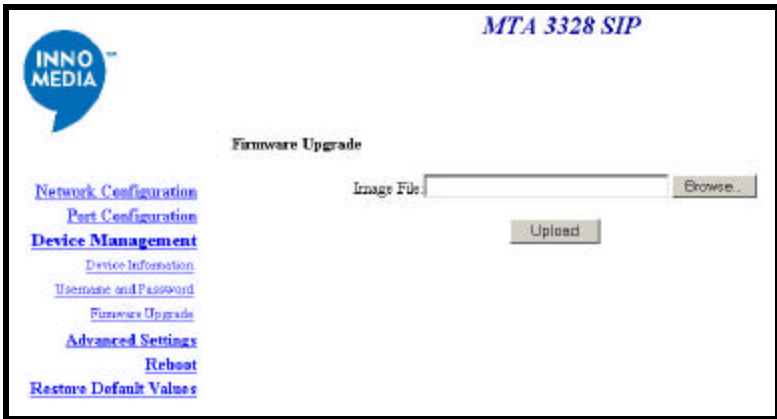 MTA 3328 SIP
INNO
MEDIA
™
Firmware Upgrade
Image File:
Browse..
Upload
Network Configuration
Port Configuration
Device Management
Device Information
Username and Password
Firmware Upgrade
Advanced Settings
Reboot
Restore Default Values